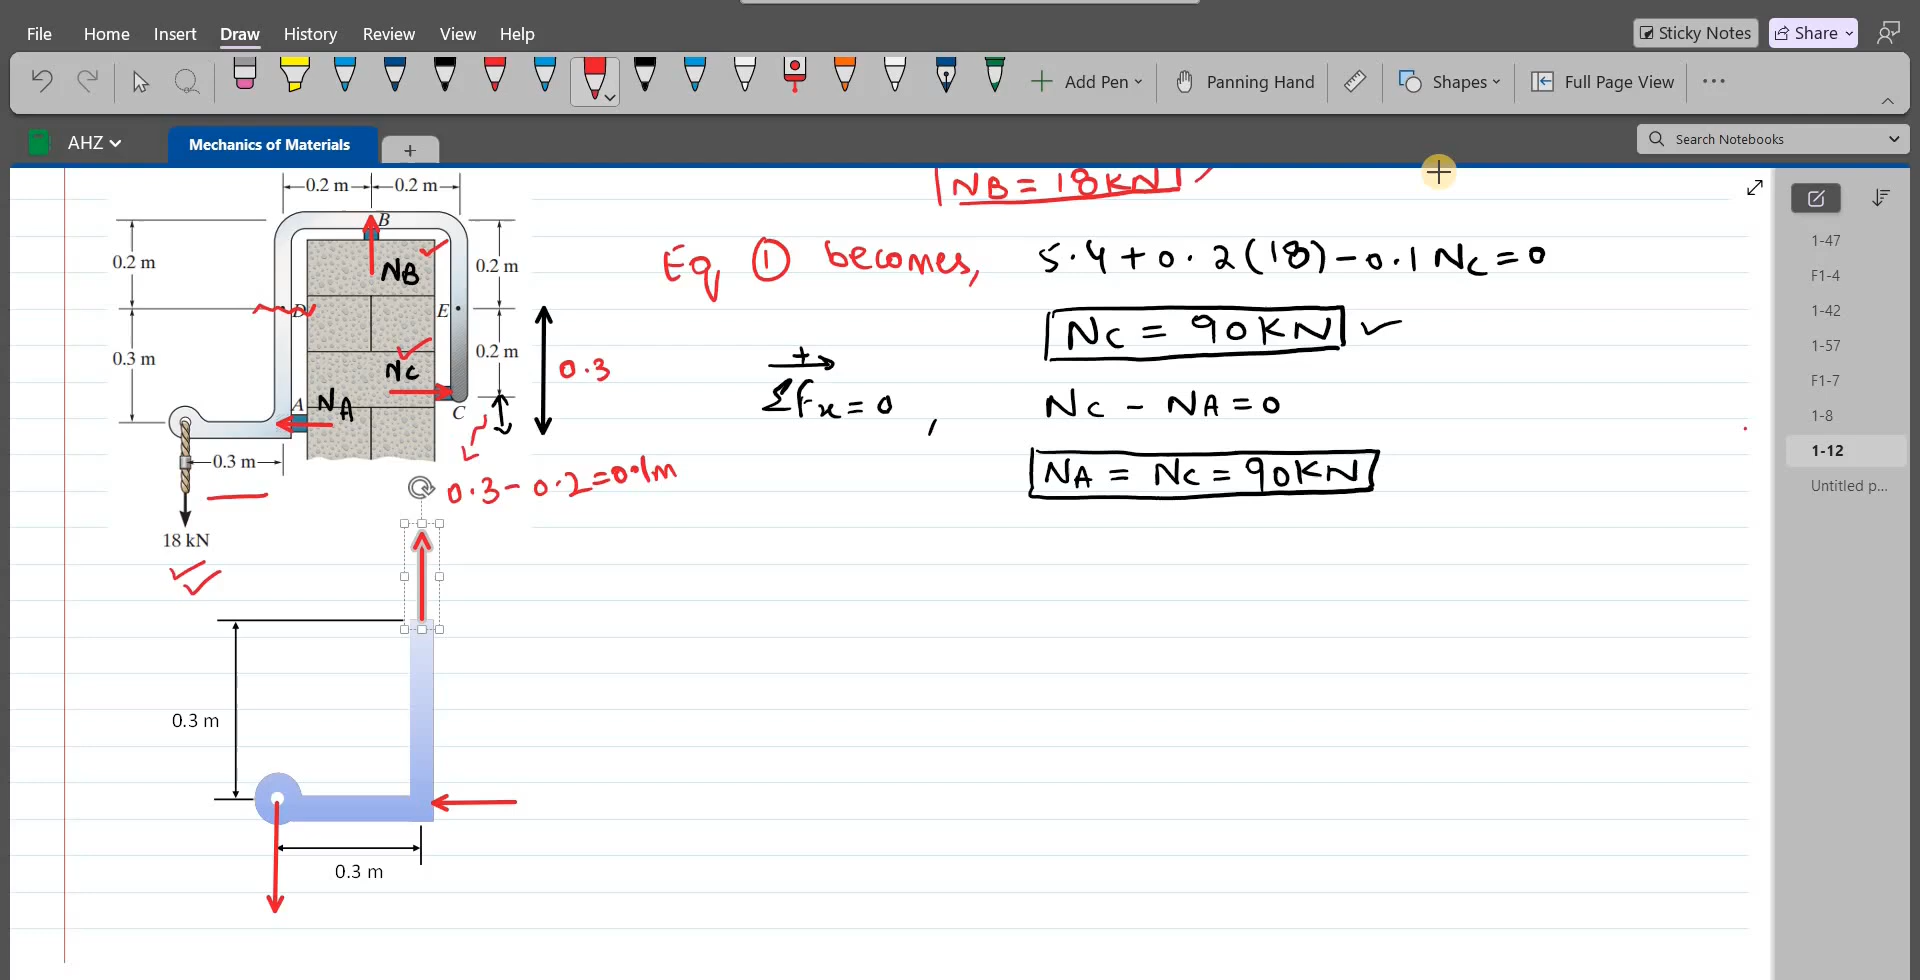 File Home Insert Draw History Review View Help
Sticky Notes Share
Add Pen Panning Hand Shapes Full Page View
AHZ Mechanics of Materials + Search Notebooks
NB = 18KN
0.2 m 0.2 m
B
0.2 m
NB
0.2 m
D
E
0.3 m
NC
0.2 m
A NA
C
0.3 m
18 kN
0.3
0.3 - 0.2 = 0.1m
Eq ① becomes, 5.4 + 0.2 (18) - 0.1 NC = 0
NC = 90KN
+
ΣFx = 0 , NC - NA = 0
NA = NC = 90KN
0.3 m
0.3 m
1-47
F1-4
1-42
1-57
F1-7
1-8
1-12
Untitled p...